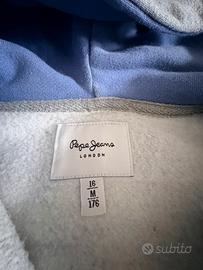 Pepe Jeans
LONDON
16
M
176
subito